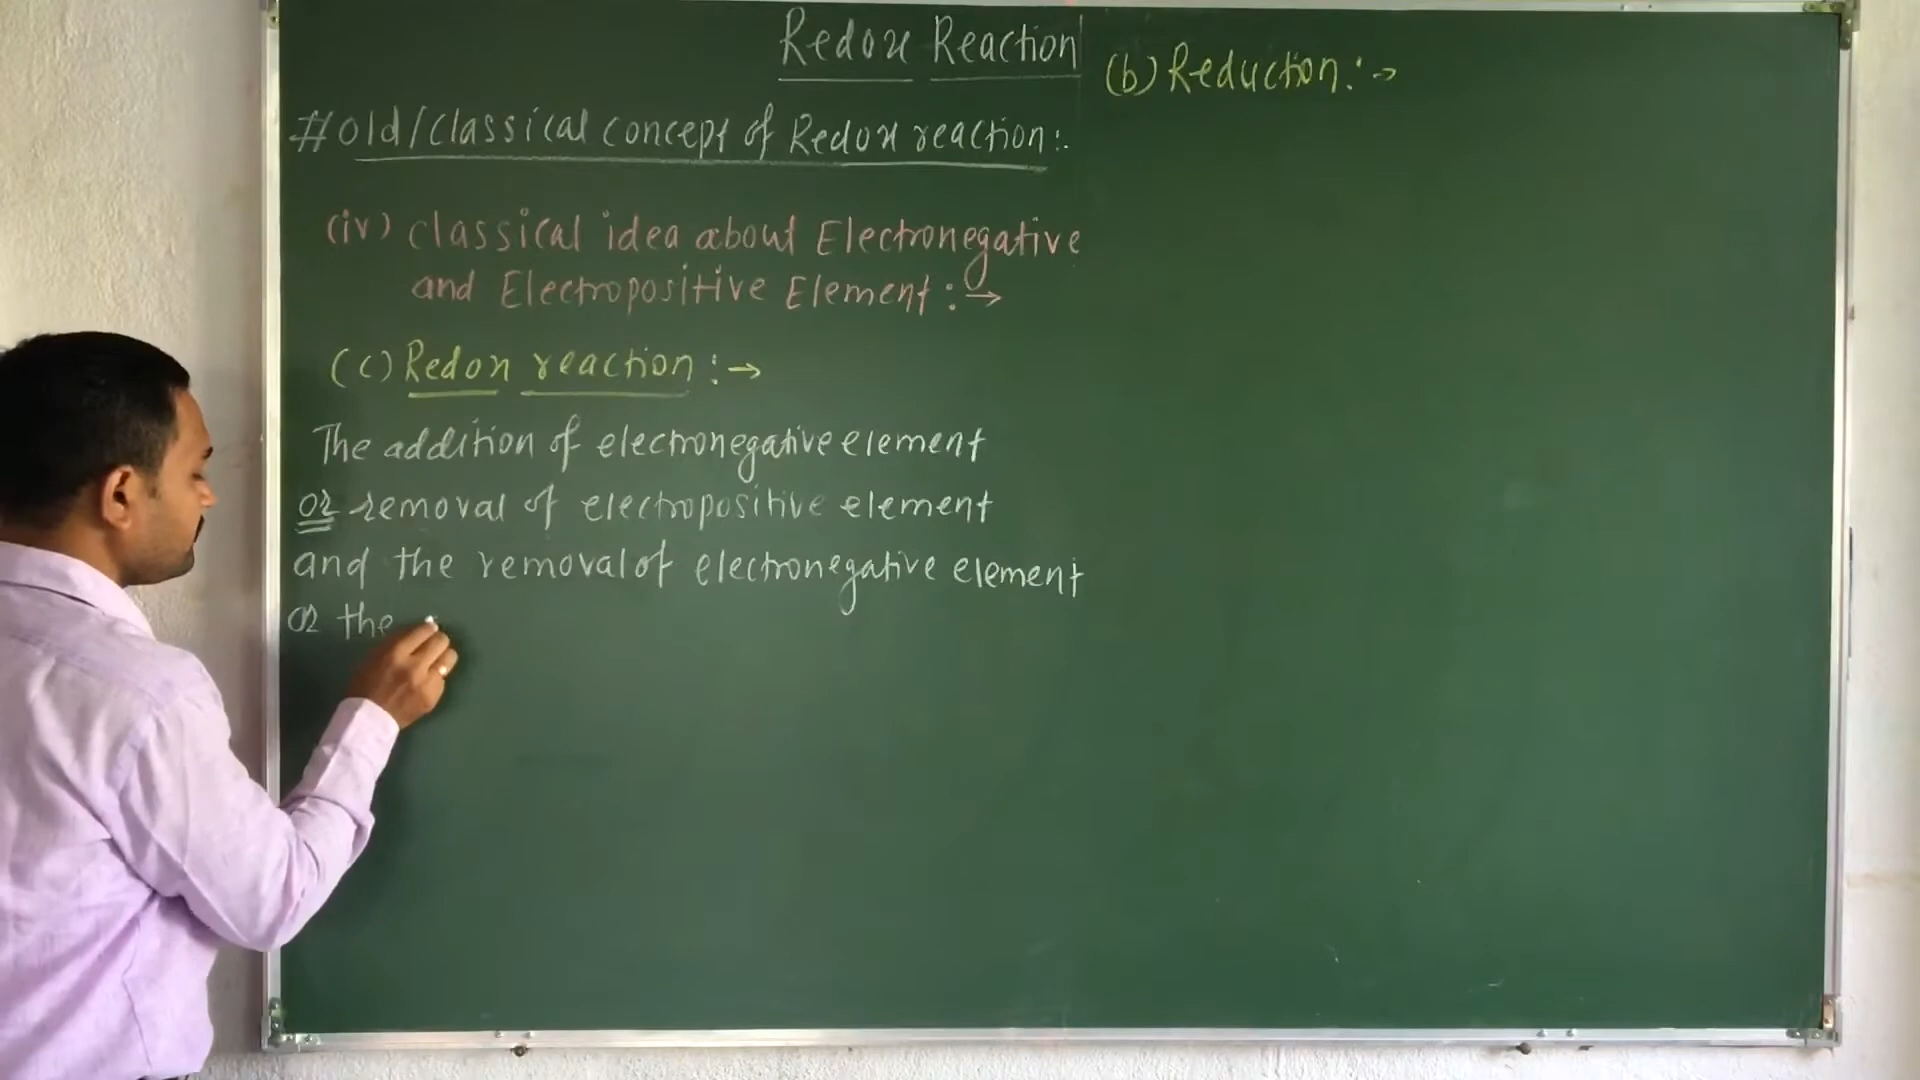 Redox Reaction
(b) Reduction:→
# Old/Classical concept of Redox reaction:-
(iv) Classical idea about Electronegative
and Electropositive Element:→
(c) Redox reaction:→
The addition of electronegative element
or removal of electropositive element
and the removal of electronegative element
or the